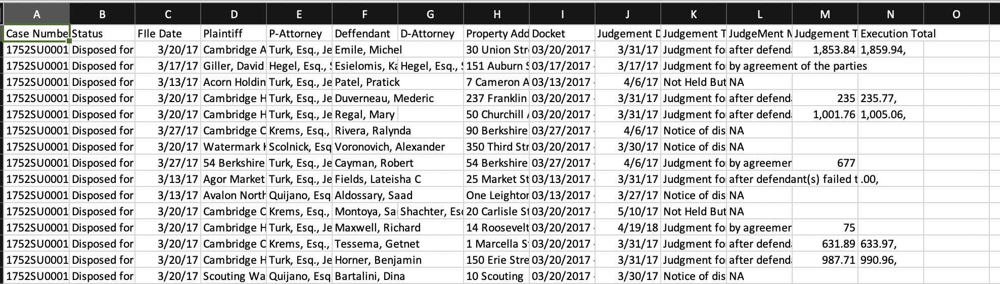 A B C D E F G H I J K L M N O
Case Numbe Status FIle Date Plaintiff P-Attorney Deffendant D-Attorney Property Add Docket Judgement D Judgement T JudgeMent M Judgement T Execution Total
1752SU0001 Disposed for 3/20/17 Cambridge A Turk, Esq., Je Emile, Michel 30 Union Str 03/20/2017 3/31/17 Judgment fo after defenda 1,853.84 1,859.94,
1752SU0001 Disposed for 3/17/17 Giller, David Hegel, Esq., S Esielomis, Ka Hegel, Esq., S 151 Auburn S 03/17/2017 3/17/17 Judgment fo by agreement of the parties
1752SU0001 Disposed for 3/13/17 Acorn Holdin Turk, Esq., Je Patel, Pratick 7 Cameron A 03/13/2017 4/6/17 Not Held But NA
1752SU0001 Disposed for 3/20/17 Cambridge H Turk, Esq., Je Duverneau, Mederic 237 Franklin 03/20/2017 3/31/17 Judgment fo after defenda 235 235.77,
1752SU0001 Disposed for 3/20/17 Cambridge H Turk, Esq., Je Regal, Mary 50 Churchill A 03/20/2017 3/31/17 Judgment fo after defenda 1,001.76 1,005.06,
1752SU0001 Disposed for 3/27/17 Cambridge C Krems, Esq., Rivera, Ralynda 90 Berkshire 03/27/2017 4/6/17 Notice of dis NA
1752SU0001 Disposed for 3/20/17 Watermark K Scolnick, Esq Voronovich, Alexander 350 Third Str 03/20/2017 3/30/17 Notice of dis NA
1752SU0001 Disposed for 3/27/17 54 Berkshire Turk, Esq., Je Cayman, Robert 54 Berkshire 03/27/2017 4/6/17 Judgment fo by agreemer 677
1752SU0001 Disposed for 3/13/17 Agor Market Turk, Esq., Je Fields, Lateisha C 25 Market St 03/13/2017 3/31/17 Judgment fo after defendant(s) failed t .00,
1752SU0001 Disposed for 3/13/17 Avalon North Quijano, Esq Aldossary, Saad One Leighton 03/13/2017 3/27/17 Notice of dis NA
1752SU0001 Disposed for 3/20/17 Cambridge C Krems, Esq., Montoya, Sa Shachter, Esq 20 Carlisle St 03/20/2017 5/10/17 Not Held But NA
1752SU0001 Disposed for 3/20/17 Cambridge H Turk, Esq., Je Maxwell, Richard 14 Roosevelt 03/20/2017 4/19/18 Judgment fo by agreemer 75
1752SU0001 Disposed for 3/20/17 Cambridge C Krems, Esq., Tessema, Getnet 1 Marcella S 03/20/2017 3/31/17 Judgment fo after defenda 631.89 633.97,
1752SU0001 Disposed for 3/20/17 Cambridge H Turk, Esq., Je Horner, Benjamin 150 Erie Stre 03/20/2017 3/31/17 Judgment fo after defenda 987.71 990.96,
1752SU0001 Disposed for 3/20/17 Scouting Wa Quijano, Esq Bartalini, Dina 10 Scouting 03/20/2017 3/30/17 Notice of dis NA